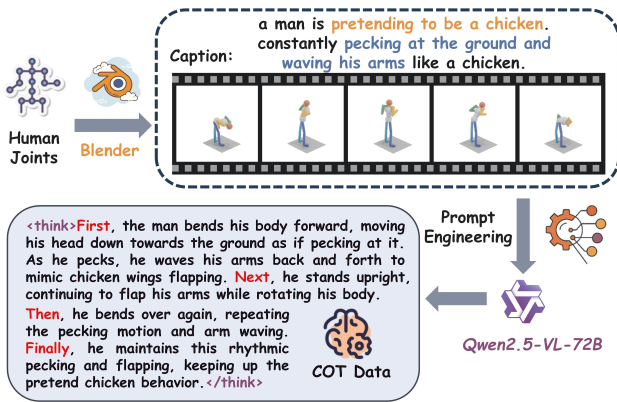 a man is pretending to be a chicken.
constantly pecking at the ground and
waving his arms like a chicken.
Caption:
Human
Joints
Blender
Prompt
Engineering
Qwen2.5-VL-72B
<think>First, the man bends his body forward, moving
his head down towards the ground as if pecking at it.
As he pecks, he waves his arms back and forth to
mimic chicken wings flapping. Next, he stands upright,
continuing to flap his arms while rotating his body.
Then, he bends over again, repeating
the pecking motion and arm waving.
Finally, he maintains this rhythmic
pecking and flapping, keeping up the
pretend chicken behavior.</think>
COT Data